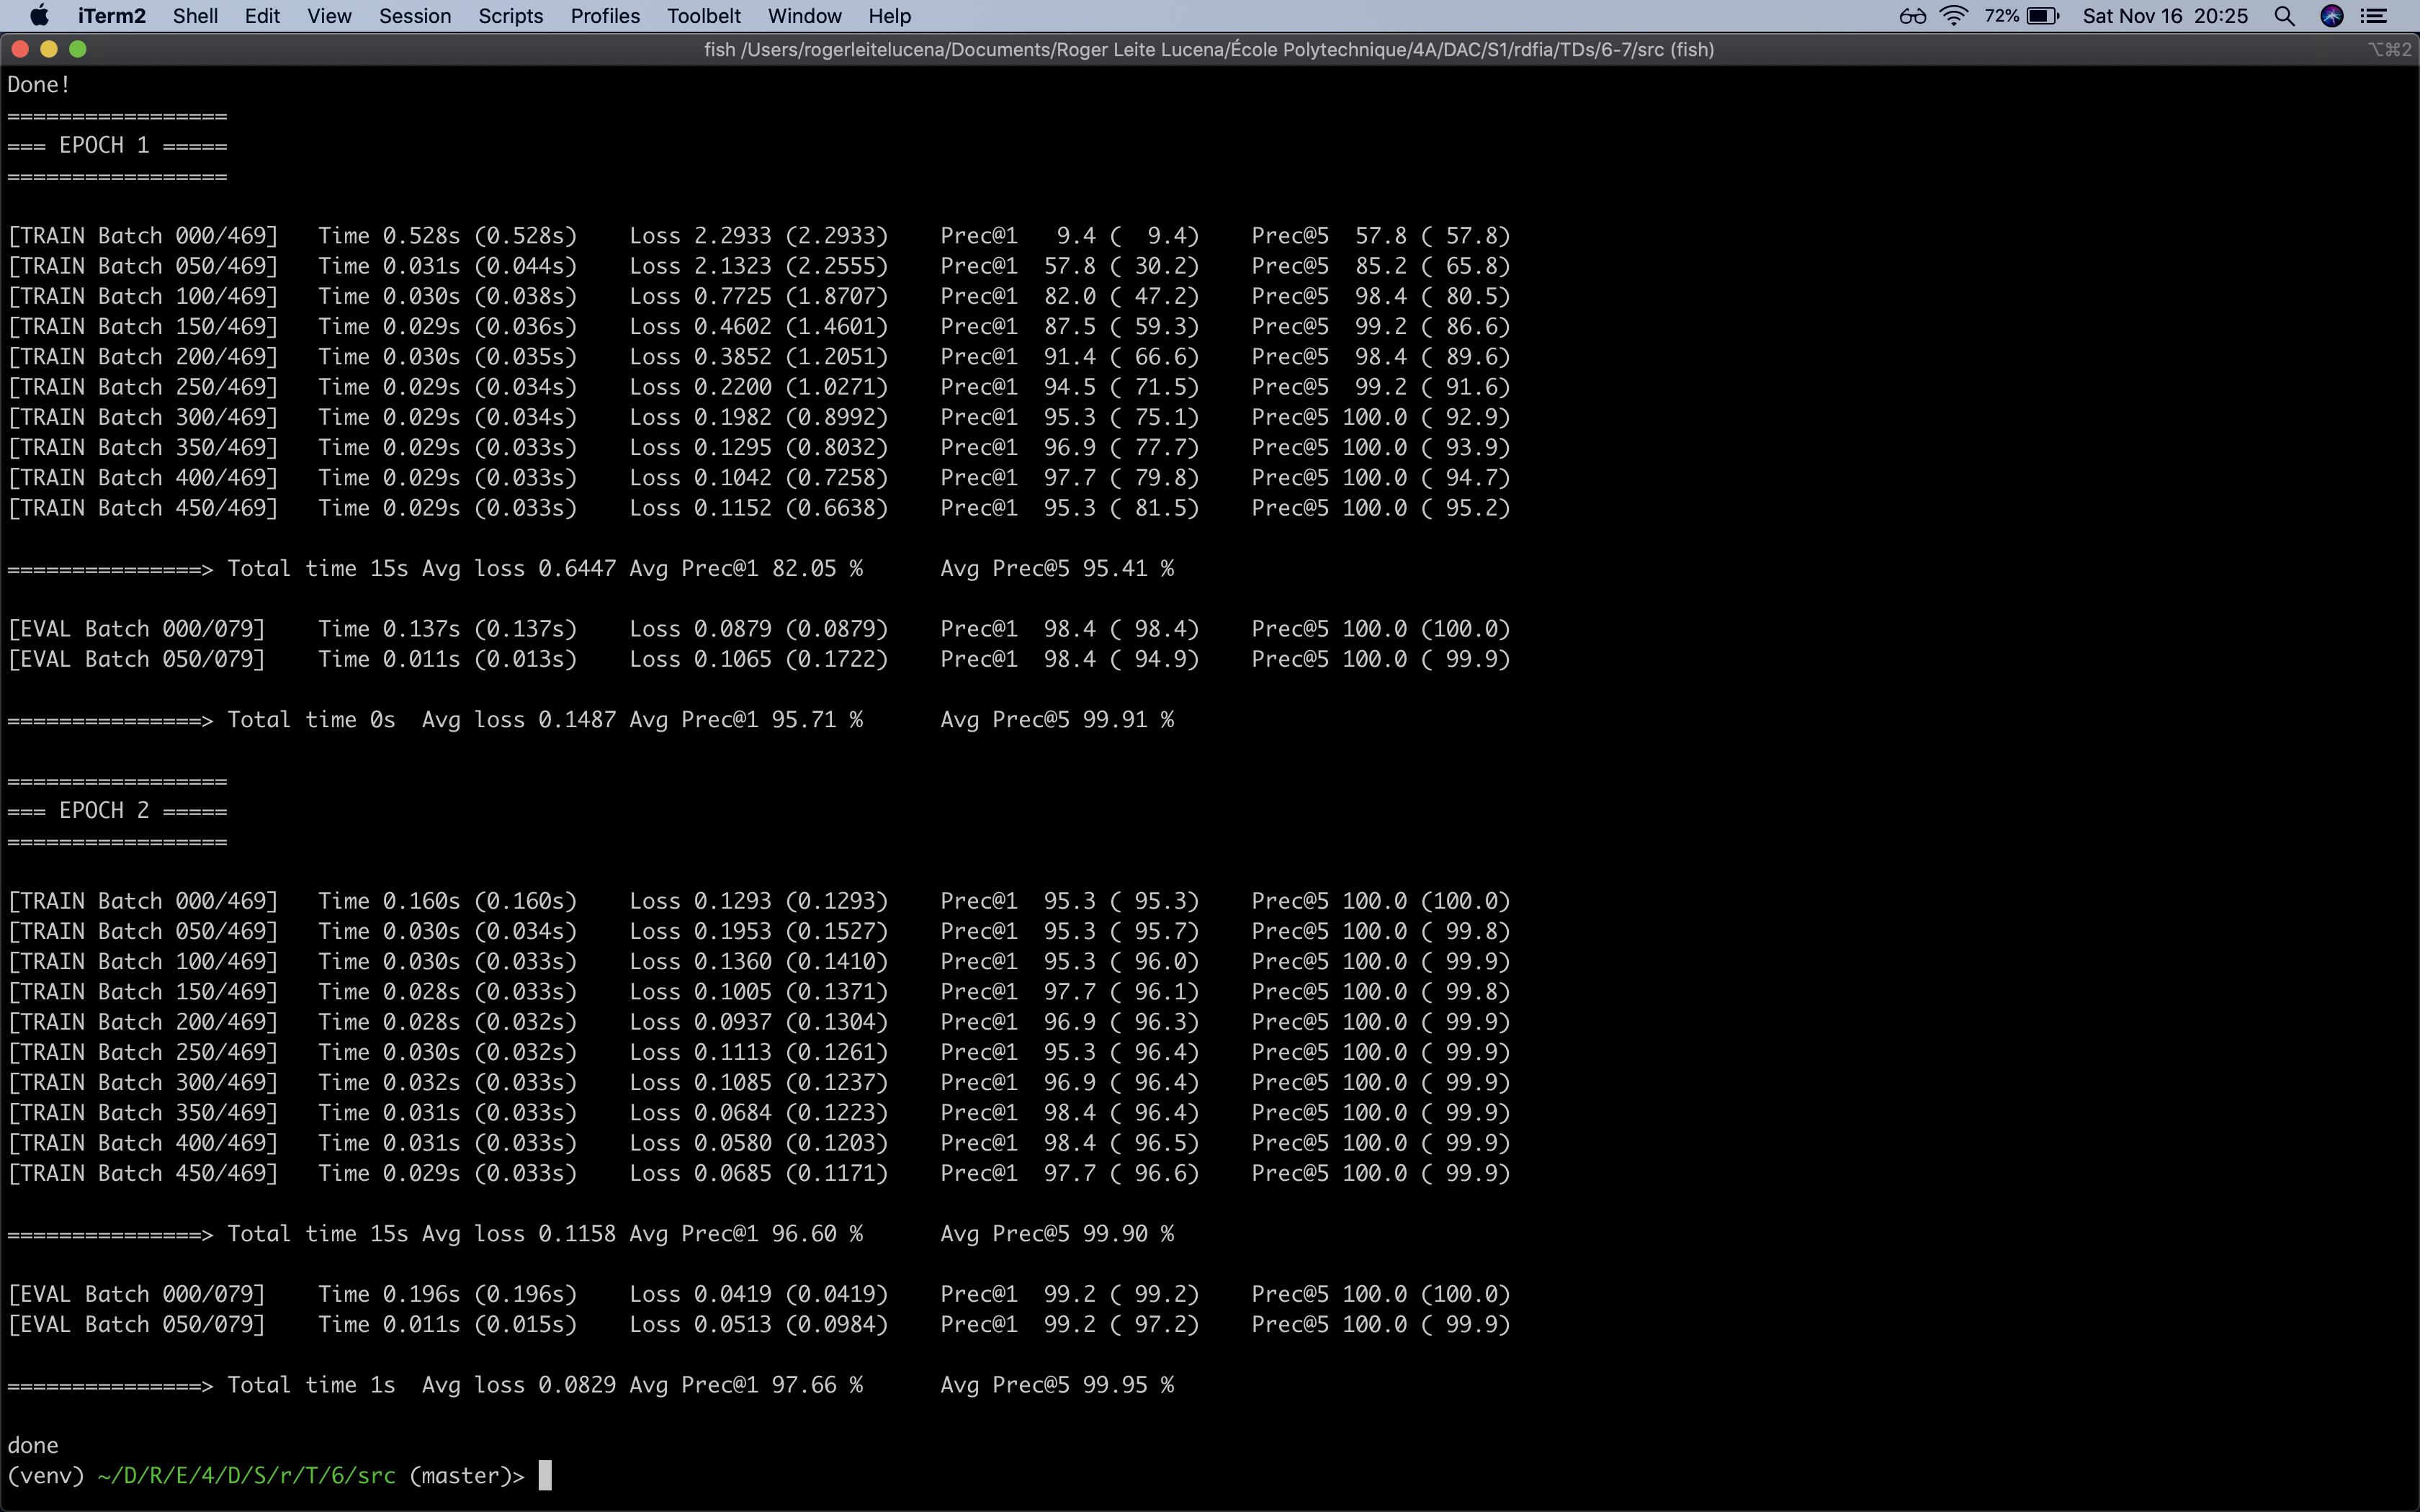 iTerm2 Shell Edit View Session Scripts Profiles Toolbelt Window Help 72% Sat Nov 16 20:25
fish /Users/rogerleitelucena/Documents/Roger Leite Lucena/École Polytechnique/4A/DAC/S1/rdfia/TDs/6-7/src (fish) ⌥⌘2
Done!
=================
=== EPOCH 1 =====
=================
[TRAIN Batch 000/469] Time 0.528s (0.528s) Loss 2.2933 (2.2933) Prec@1 9.4 ( 9.4) Prec@5 57.8 ( 57.8)
[TRAIN Batch 050/469] Time 0.031s (0.044s) Loss 2.1323 (2.2555) Prec@1 57.8 ( 30.2) Prec@5 85.2 ( 65.8)
[TRAIN Batch 100/469] Time 0.030s (0.038s) Loss 0.7725 (1.8707) Prec@1 82.0 ( 47.2) Prec@5 98.4 ( 80.5)
[TRAIN Batch 150/469] Time 0.029s (0.036s) Loss 0.4602 (1.4601) Prec@1 87.5 ( 59.3) Prec@5 99.2 ( 86.6)
[TRAIN Batch 200/469] Time 0.030s (0.035s) Loss 0.3852 (1.2051) Prec@1 91.4 ( 66.6) Prec@5 98.4 ( 89.6)
[TRAIN Batch 250/469] Time 0.029s (0.034s) Loss 0.2200 (1.0271) Prec@1 94.5 ( 71.5) Prec@5 99.2 ( 91.6)
[TRAIN Batch 300/469] Time 0.029s (0.034s) Loss 0.1982 (0.8992) Prec@1 95.3 ( 75.1) Prec@5 100.0 ( 92.9)
[TRAIN Batch 350/469] Time 0.029s (0.033s) Loss 0.1295 (0.8032) Prec@1 96.9 ( 77.7) Prec@5 100.0 ( 93.9)
[TRAIN Batch 400/469] Time 0.029s (0.033s) Loss 0.1042 (0.7258) Prec@1 97.7 ( 79.8) Prec@5 100.0 ( 94.7)
[TRAIN Batch 450/469] Time 0.029s (0.033s) Loss 0.1152 (0.6638) Prec@1 95.3 ( 81.5) Prec@5 100.0 ( 95.2)
===============> Total time 15s Avg loss 0.6447 Avg Prec@1 82.05 % Avg Prec@5 95.41 %
[EVAL Batch 000/079] Time 0.137s (0.137s) Loss 0.0879 (0.0879) Prec@1 98.4 ( 98.4) Prec@5 100.0 (100.0)
[EVAL Batch 050/079] Time 0.011s (0.013s) Loss 0.1065 (0.1722) Prec@1 98.4 ( 94.9) Prec@5 100.0 ( 99.9)
===============> Total time 0s Avg loss 0.1487 Avg Prec@1 95.71 % Avg Prec@5 99.91 %
=================
=== EPOCH 2 =====
=================
[TRAIN Batch 000/469] Time 0.160s (0.160s) Loss 0.1293 (0.1293) Prec@1 95.3 ( 95.3) Prec@5 100.0 (100.0)
[TRAIN Batch 050/469] Time 0.030s (0.034s) Loss 0.1953 (0.1527) Prec@1 95.3 ( 95.7) Prec@5 100.0 ( 99.8)
[TRAIN Batch 100/469] Time 0.030s (0.033s) Loss 0.1360 (0.1410) Prec@1 95.3 ( 96.0) Prec@5 100.0 ( 99.9)
[TRAIN Batch 150/469] Time 0.028s (0.033s) Loss 0.1005 (0.1371) Prec@1 97.7 ( 96.1) Prec@5 100.0 ( 99.8)
[TRAIN Batch 200/469] Time 0.028s (0.032s) Loss 0.0937 (0.1304) Prec@1 96.9 ( 96.3) Prec@5 100.0 ( 99.9)
[TRAIN Batch 250/469] Time 0.030s (0.032s) Loss 0.1113 (0.1261) Prec@1 95.3 ( 96.4) Prec@5 100.0 ( 99.9)
[TRAIN Batch 300/469] Time 0.032s (0.033s) Loss 0.1085 (0.1237) Prec@1 96.9 ( 96.4) Prec@5 100.0 ( 99.9)
[TRAIN Batch 350/469] Time 0.031s (0.033s) Loss 0.0684 (0.1223) Prec@1 98.4 ( 96.4) Prec@5 100.0 ( 99.9)
[TRAIN Batch 400/469] Time 0.031s (0.033s) Loss 0.0580 (0.1203) Prec@1 98.4 ( 96.5) Prec@5 100.0 ( 99.9)
[TRAIN Batch 450/469] Time 0.029s (0.033s) Loss 0.0685 (0.1171) Prec@1 97.7 ( 96.6) Prec@5 100.0 ( 99.9)
===============> Total time 15s Avg loss 0.1158 Avg Prec@1 96.60 % Avg Prec@5 99.90 %
[EVAL Batch 000/079] Time 0.196s (0.196s) Loss 0.0419 (0.0419) Prec@1 99.2 ( 99.2) Prec@5 100.0 (100.0)
[EVAL Batch 050/079] Time 0.011s (0.015s) Loss 0.0513 (0.0984) Prec@1 99.2 ( 97.2) Prec@5 100.0 ( 99.9)
===============> Total time 1s Avg loss 0.0829 Avg Prec@1 97.66 % Avg Prec@5 99.95 %
done
(venv) ~/D/R/E/4/D/S/r/T/6/src (master)>